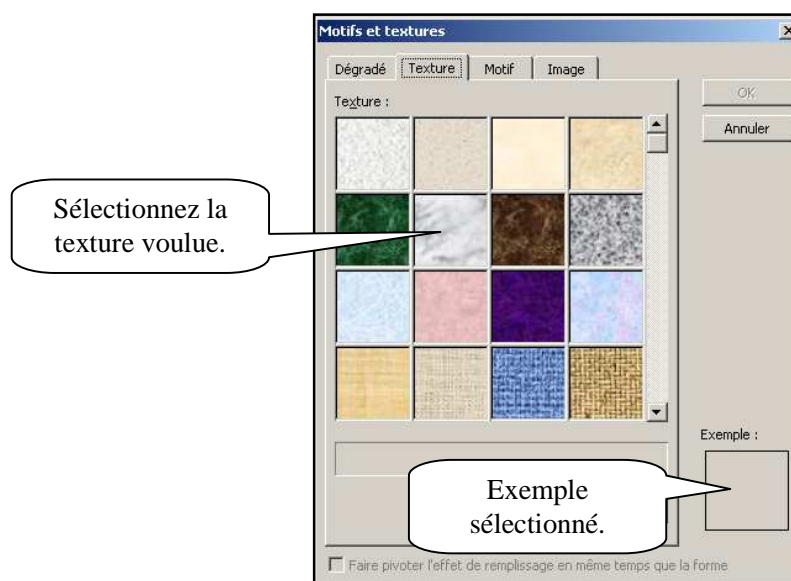 Motifs et textures
Dégradé Texture Motif Image
Texture :
OK
Annuler
Sélectionnez la
texture voulue.
Exemple :
Exemple
sélectionné.
Faire pivoter l'effet de remplissage en même temps que la forme